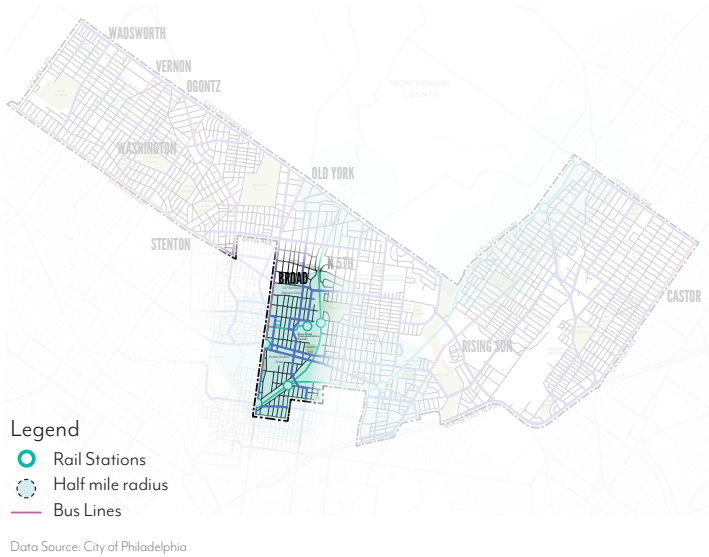 WADSWORTH
VERNON
OGONTZ
MONTGOMERY
COUNTY
WASHINGTON
OLD YORK
STENTON
N 5TH
BROAD
CASTOR
RISING SUN
Legend
Rail Stations
Half mile radius
Bus Lines
Data Source: City of Philadelphia